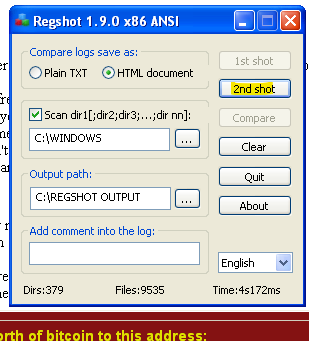 Regshot 1.9.0 x86 ANSI
Compare logs save as:
Plain TXT
HTML document
Scan dir1[;dir2;dir3;...;dir nn]:
C:\WINDOWS
...
Output path:
C:\REGSHOT OUTPUT
...
Add comment into the log:
1st shot
2nd shot
Compare
Clear
Quit
About
English
Dirs:379 Files:9535 Time:4s172ms
orth of bitcoin to this address: